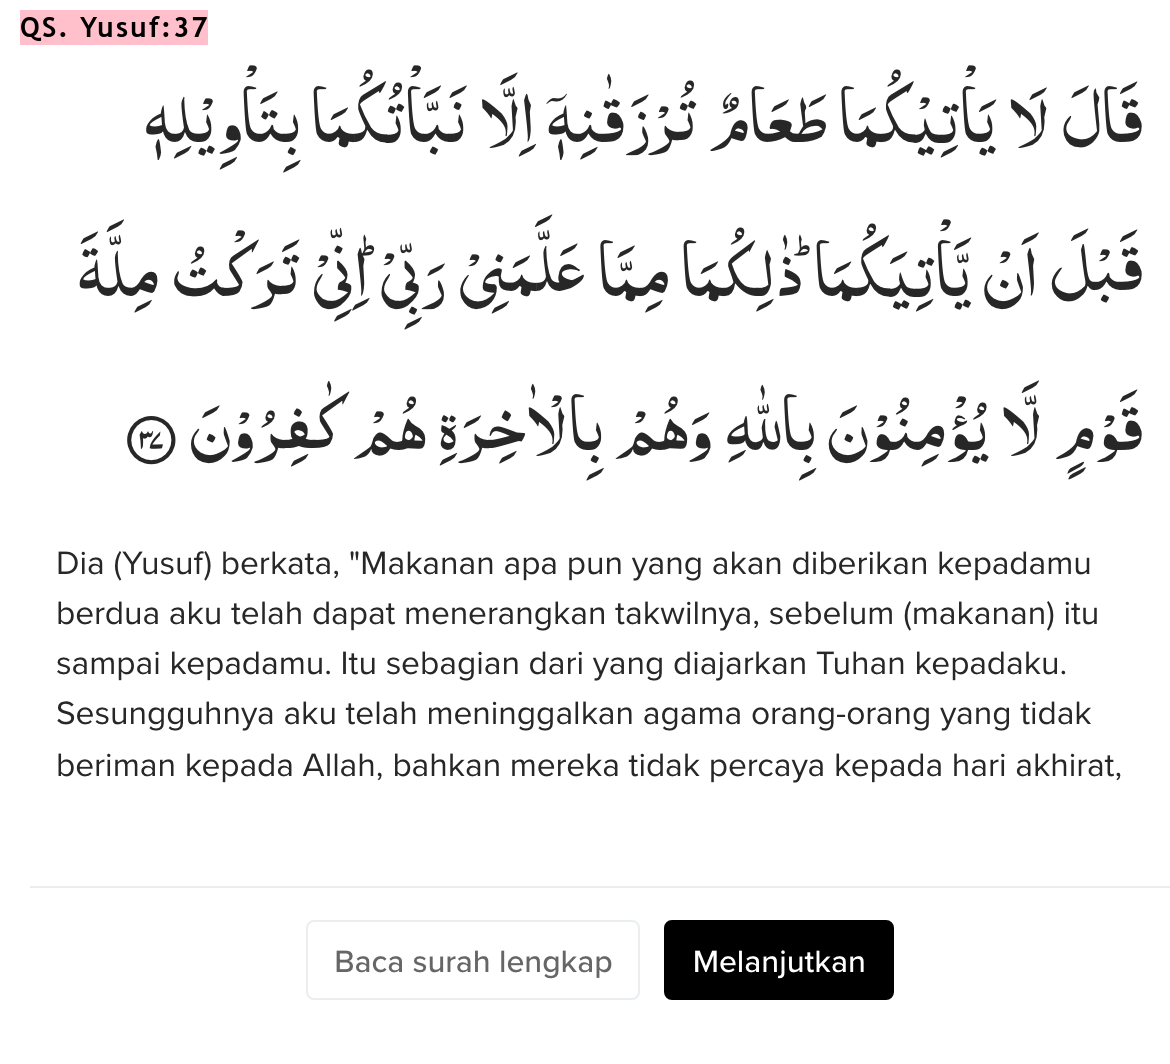 QS. Yusuf:37
قَالَ لَا يَأْتِيْكُمَا طَعَامٌ تُرْزَقٰنِهٖٓ اِلَّا نَبَّأْتُكُمَا بِتَأْوِيْلِهٖ
قَبْلَ اَنْ يَّأْتِيَكُمَا ۗذٰلِكُمَا مِمَّا عَلَّمَنِيْ رَبِّيْۗ اِنِّيْ تَرَكْتُ مِلَّةَ
قَوْمٍ لَّا يُؤْمِنُوْنَ بِاللّٰهِ وَهُمْ بِالْاٰخِرَةِ هُمْ كٰفِرُوْنَ ٣٧
Dia (Yusuf) berkata, "Makanan apa pun yang akan diberikan kepadamu
berdua aku telah dapat menerangkan takwilnya, sebelum (makanan) itu
sampai kepadamu. Itu sebagian dari yang diajarkan Tuhan kepadaku.
Sesungguhnya aku telah meninggalkan agama orang-orang yang tidak
beriman kepada Allah, bahkan mereka tidak percaya kepada hari akhirat,
Baca surah lengkap
Melanjutkan